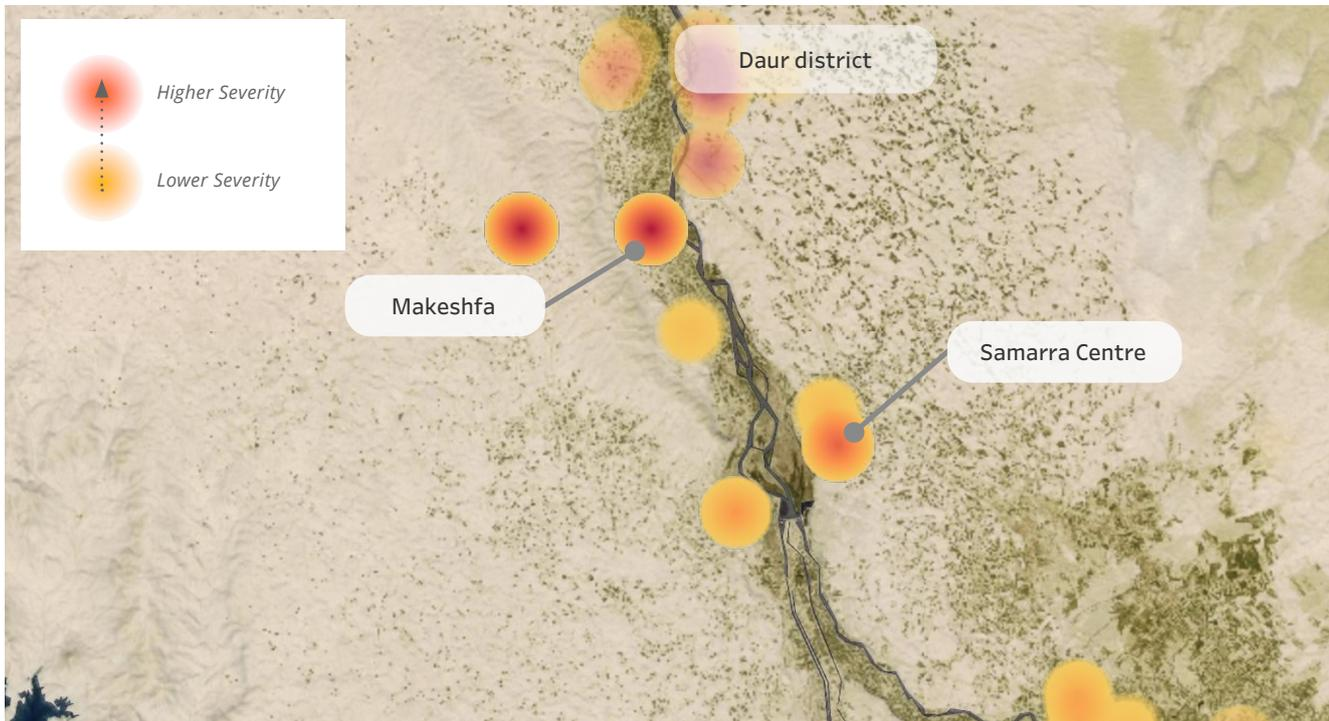 Daur district
Higher Severity
Lower Severity
Makeshfa
Samarra Centre